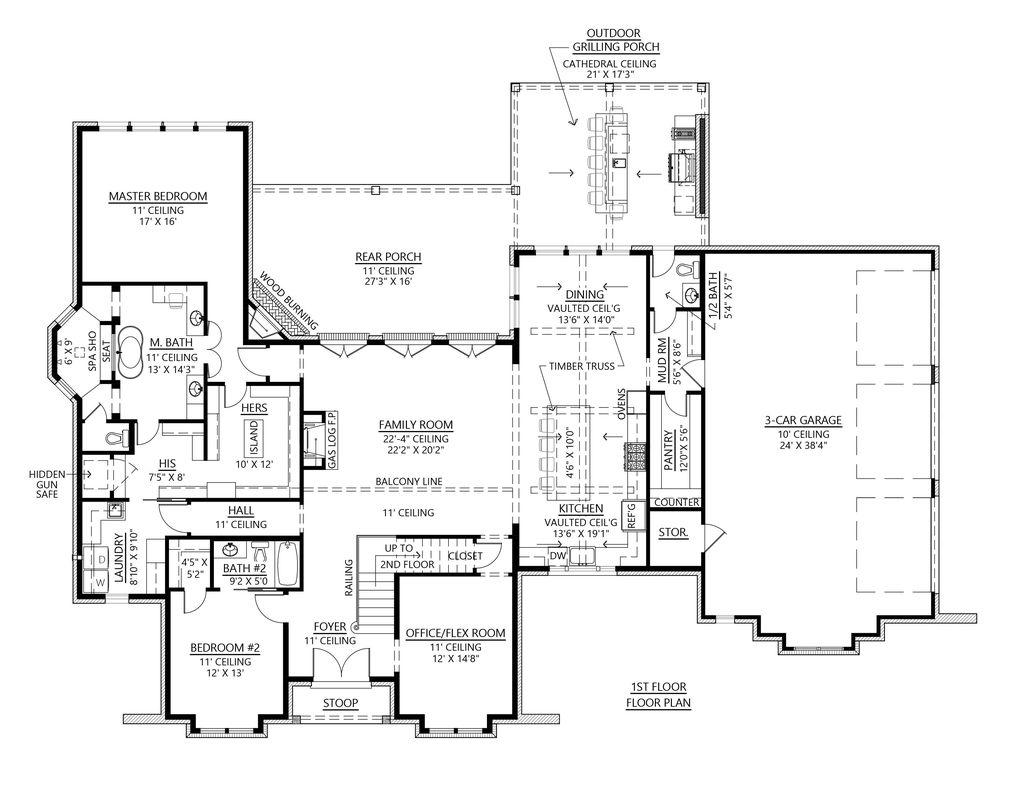 OUTDOOR
GRILLING PORCH
CATHEDRAL CEILING
21' X 17'3"
MASTER BEDROOM
11' CEILING
17' X 16'
REAR PORCH
11' CEILING
27'3" X 16'
WOOD BURNING
DINING
VAULTED CEIL'G
13'6" X 14'0"
1/2 BATH
5'4" X 5'7"
SPA SHO
6' X 9'
SEAT
M. BATH
11' CEILING
13' X 14'3"
MUD RM
5'6" X 8'6"
TIMBER TRUSS
OVENS
HERS
ISLAND
10' X 12'
GAS LOG F.P.
FAMILY ROOM
22'-4" CEILING
22'2" X 20'2"
4'6" X 10'0"
PANTRY
12'0"X 5'6"
3-CAR GARAGE
10' CEILING
24' X 38'4"
HIS
7'5" X 8'
HIDDEN
GUN
SAFE
BALCONY LINE
11' CEILING
HALL
11' CEILING
KITCHEN
VAULTED CEIL'G
13'6" X 19'1"
REF'G
COUNTER
STOR.
LAUNDRY
8'10" X 9'10"
D
W
4'5" X
5'2"
BATH #2
9'2 X 5'0
UP TO
2ND FLOOR
CLOSET
DW
RAILING
FOYER
11' CEILING
OFFICE/FLEX ROOM
11' CEILING
12' X 14'8"
BEDROOM #2
11' CEILING
12' X 13'
STOOP
1ST FLOOR
FLOOR PLAN